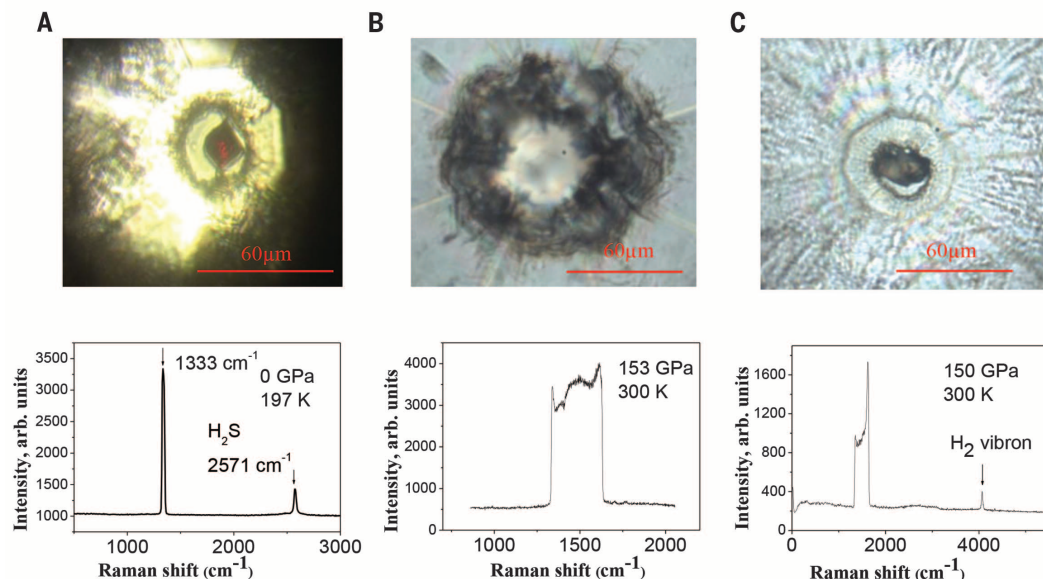 A
B
C
60μm
60μm
60μm
1333 cm⁻¹
0 GPa
197 K
H₂S
2571 cm⁻¹
3500
3000
2500
2000
1500
1000
Intensity, arb. units
1000
2000
3000
Raman shift (cm⁻¹)
153 GPa
300 K
4000
3000
2000
1000
0
Intensity, arb. units
1000
1500
2000
Raman shift (cm⁻¹)
150 GPa
300 K
H₂ vibron
1600
1200
800
400
0
Intensity, arb. units
0
2000
4000
Raman shift (cm⁻¹)